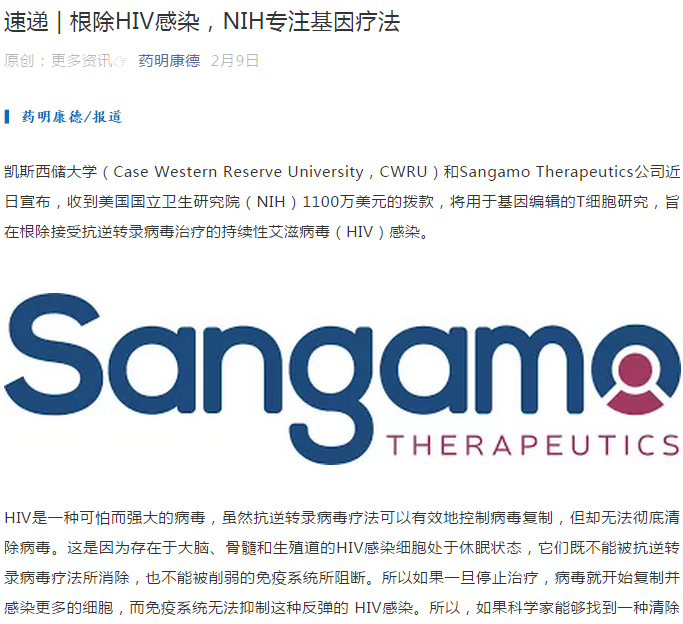 速递 | 根除HIV感染，NIH专注基因疗法
原创：更多资讯☞ 药明康德 2月9日
药明康德/报道
凯斯西储大学（Case Western Reserve University，CWRU）和Sangamo Therapeutics公司近
日宣布，收到美国国立卫生研究院（NIH）1100万美元的拨款，将用于基因编辑的T细胞研究，旨
在根除接受抗逆转录病毒治疗的持续性艾滋病毒（HIV）感染。
Sangamo
THERAPEUTICS
HIV是一种可怕而强大的病毒，虽然抗逆转录病毒疗法可以有效地控制病毒复制，但却无法彻底清
除病毒。这是因为存在于大脑、骨髓和生殖道的HIV感染细胞处于休眠状态，它们既不能被抗逆转
录病毒疗法所消除，也不能被削弱的免疫系统所阻断。所以如果一旦停止治疗，病毒就开始复制并
感染更多的细胞，而免疫系统无法抑制这种反弹的 HIV感染。所以，如果科学家能够找到一种清除